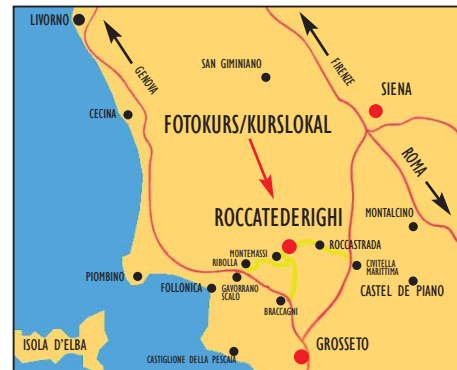 LIVORNO
GENOVA
FIRENZE
SAN GIMINIANO
SIENA
CECINA
FOTOKURS/KURSLOKAL
ROMA
ROCCATEDERIGHI
MONTALCINO
ROCCASTRADA
MONTEMASSI
RIBOLLA
CIVITELLA
MARITTIMA
PIOMBINO
FOLLONICA
GAVORRANO
SCALO
CASTEL DE PIANO
BRACCAGNI
ISOLA D'ELBA
GROSSETO
CASTIGLIONE DELLA PESCAIA